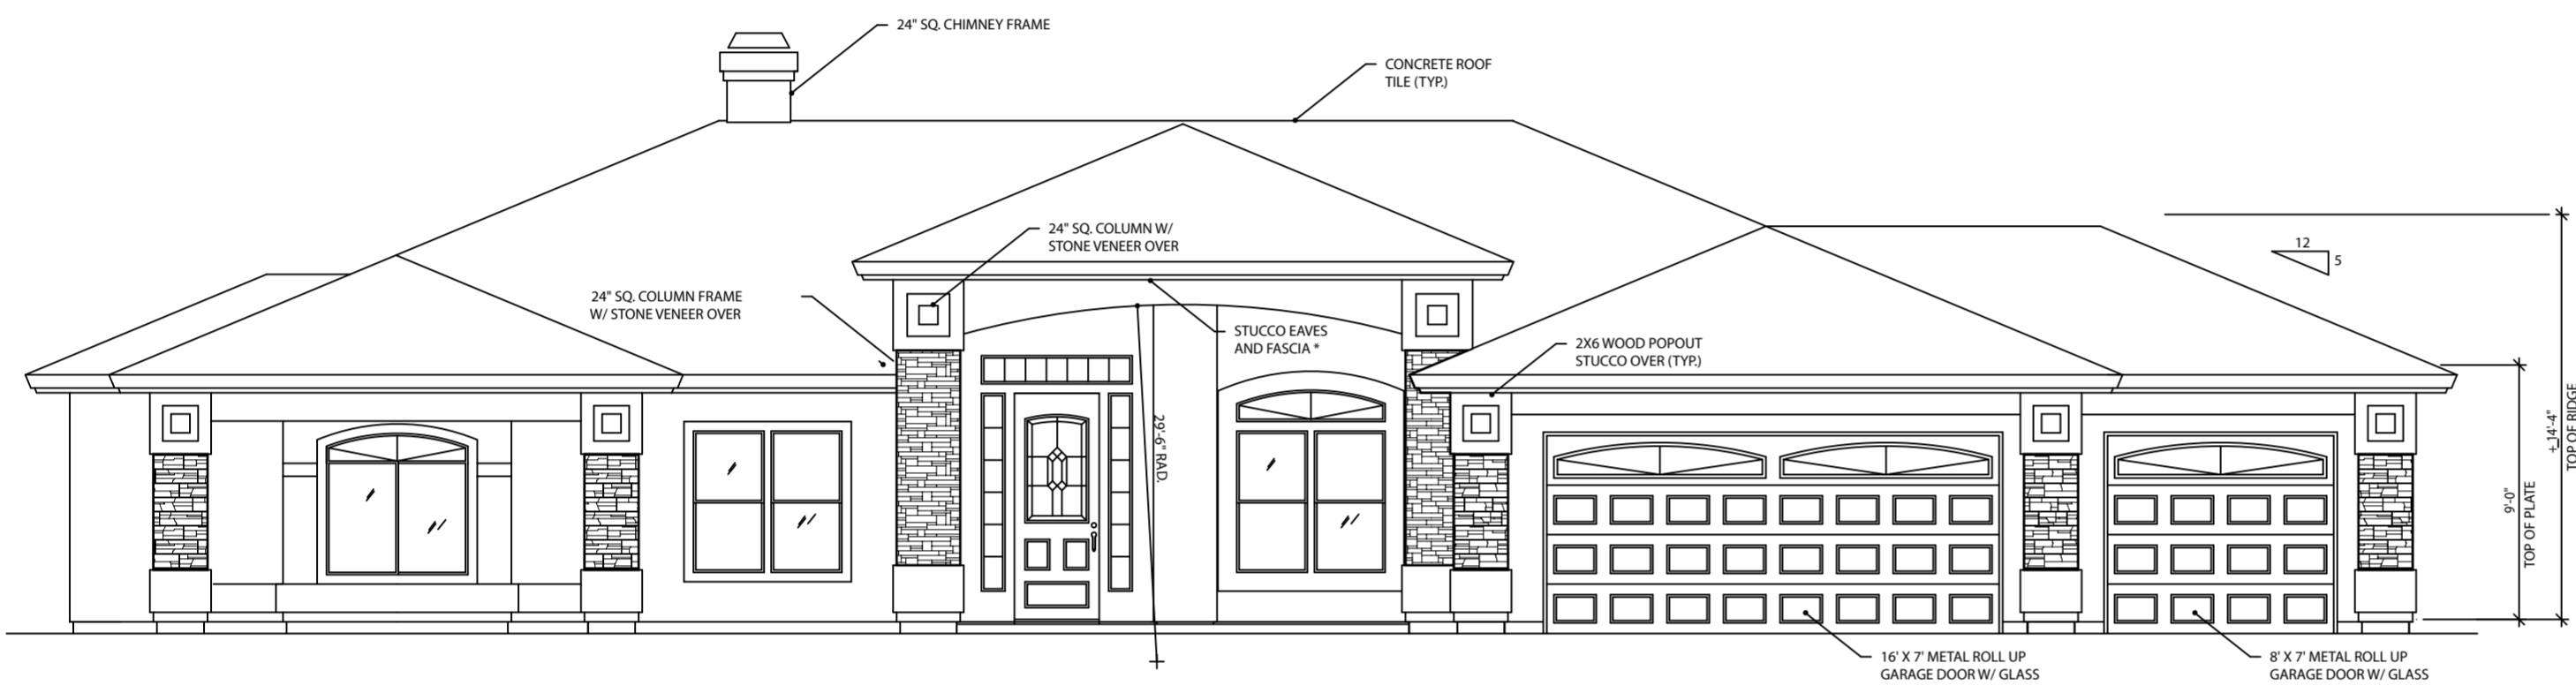 24" SQ. CHIMNEY FRAME
CONCRETE ROOF
TILE (TYP.)
24" SQ. COLUMN W/
STONE VENEER OVER
12
5
24" SQ. COLUMN FRAME
W/ STONE VENEER OVER
STUCCO EAVES
AND FASCIA *
2X6 WOOD POPOUT
STUCCO OVER (TYP.)
29'-6" RAD.
9'-0"
TOP OF PLATE
+ 14'-4"
TOP OF RIDGE
16' X 7' METAL ROLL UP
GARAGE DOOR W/ GLASS
8' X 7' METAL ROLL UP
GARAGE DOOR W/ GLASS